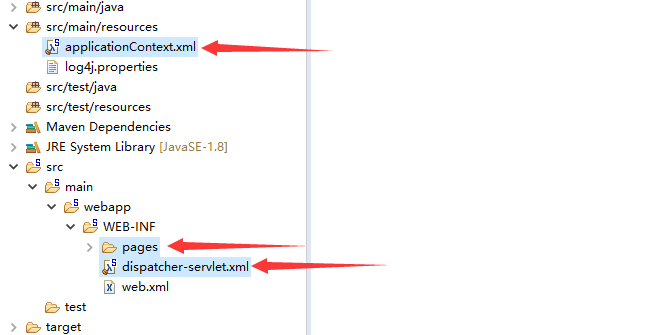 src/main/java
src/main/resources
applicationContext.xml
log4j.properties
src/test/java
src/test/resources
Maven Dependencies
JRE System Library [JavaSE-1.8]
src
main
webapp
WEB-INF
pages
dispatcher-servlet.xml
web.xml
test
target